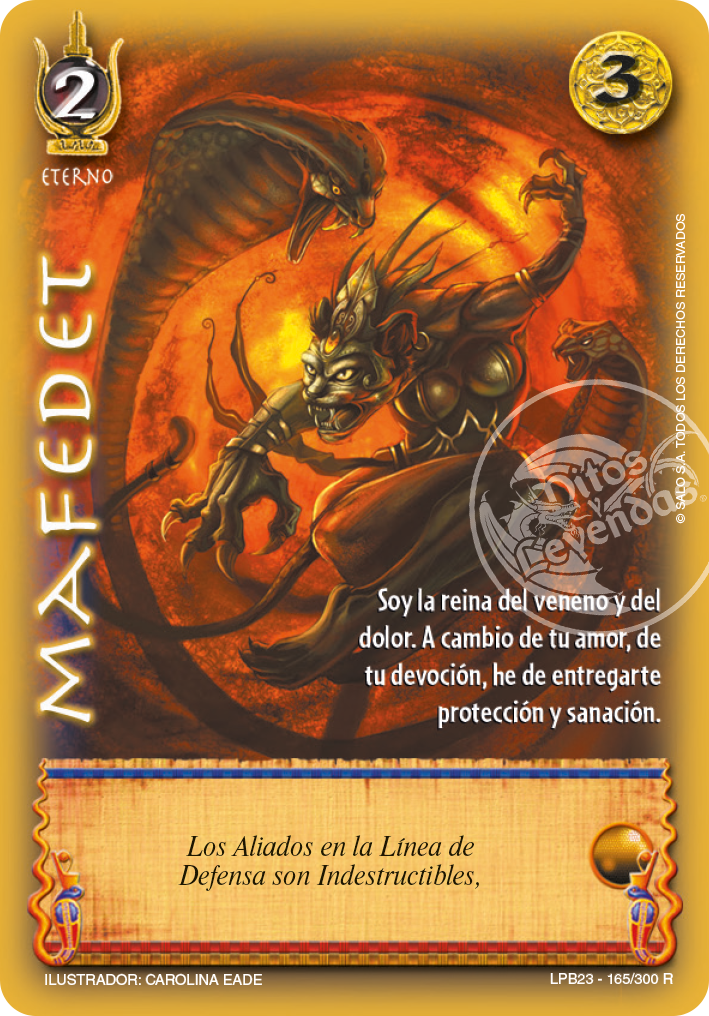 2
3
ETERNO
MAFEDET
© SALO S.A. TODOS LOS DERECHOS RESERVADOS
Mitos
y
Leyendas
®
Soy la reina del veneno y del
dolor. A cambio de tu amor, de
tu devoción, he de entregarte
protección y sanación.
Los Aliados en la Línea de
Defensa son Indestructibles,
ILUSTRADOR: CAROLINA EADE
LPB23 - 165/300 R